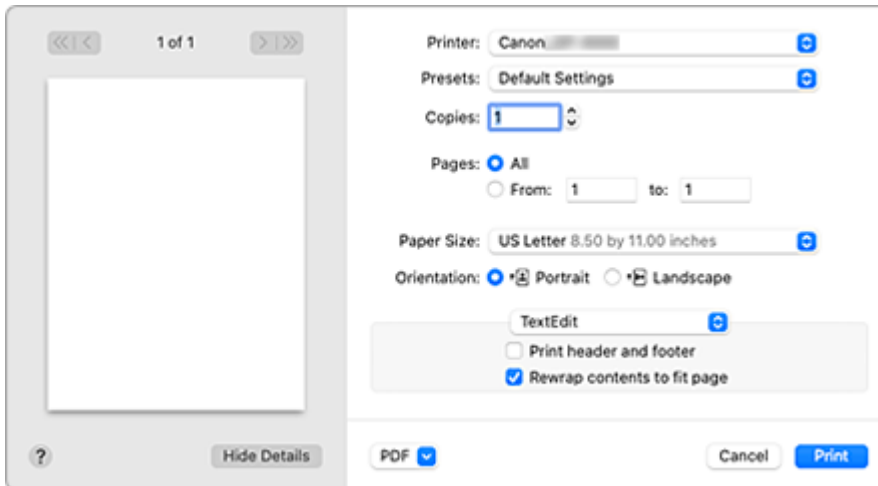 1 of 1
Printer: Canon
Presets: Default Settings
Copies: 1
Pages: All
From: 1 to: 1
Paper Size: US Letter 8.50 by 11.00 inches
Orientation: Portrait Landscape
TextEdit
Print header and footer
Rewrap contents to fit page
? Hide Details PDF Cancel Print